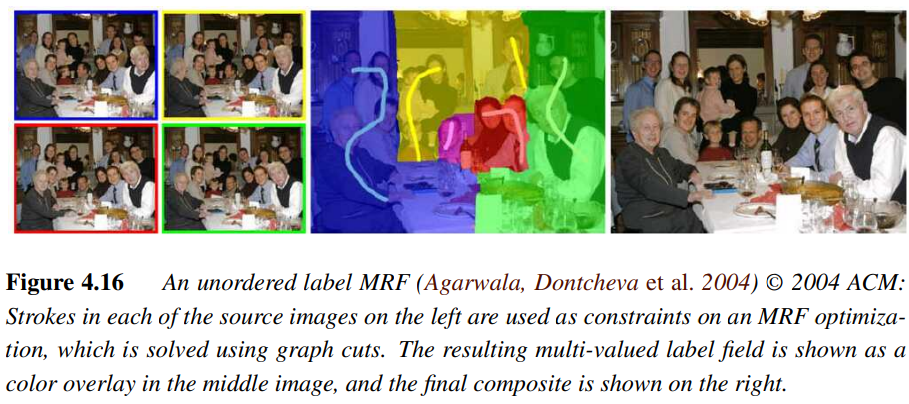 Figure 4.16 An unordered label MRF (Agarwala, Dontcheva et al. 2004) © 2004 ACM:
Strokes in each of the source images on the left are used as constraints on an MRF optimiza-
tion, which is solved using graph cuts. The resulting multi-valued label field is shown as a
color overlay in the middle image, and the final composite is shown on the right.